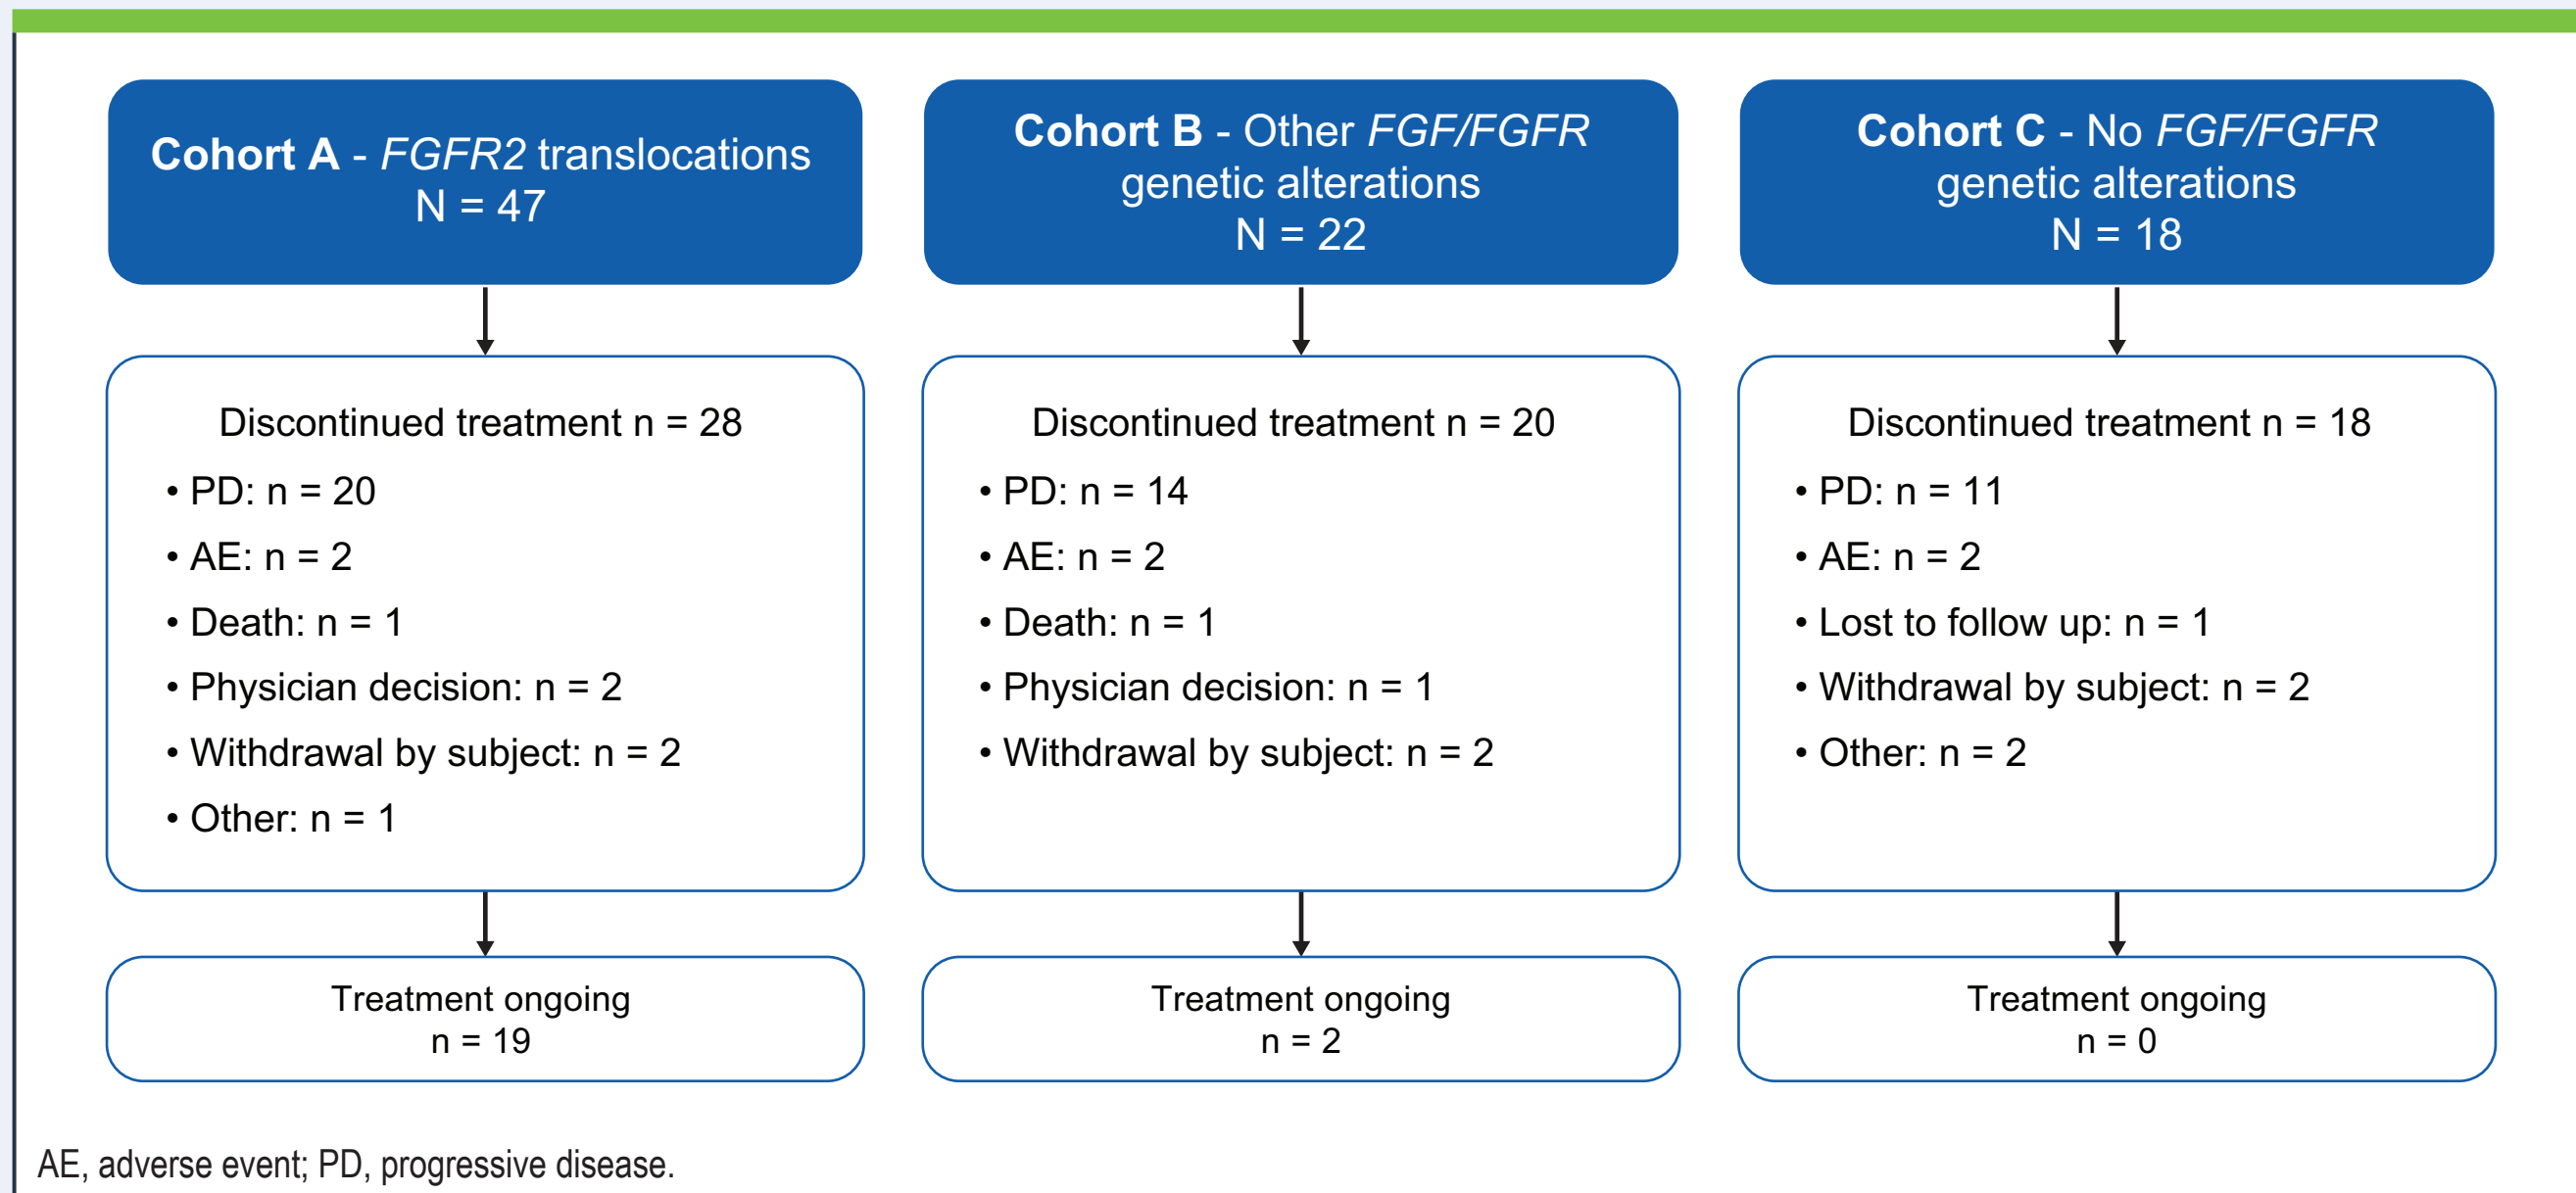 Cohort A - FGFR2 translocations
N = 47
Cohort B - Other FGF/FGFR
genetic alterations
N = 22
Cohort C - No FGF/FGFR
genetic alterations
N = 18
Discontinued treatment n = 28
• PD: n = 20
• AE: n = 2
• Death: n = 1
• Physician decision: n = 2
• Withdrawal by subject: n = 2
• Other: n = 1
Discontinued treatment n = 20
• PD: n = 14
• AE: n = 2
• Death: n = 1
• Physician decision: n = 1
• Withdrawal by subject: n = 2
Discontinued treatment n = 18
• PD: n = 11
• AE: n = 2
• Lost to follow up: n = 1
• Withdrawal by subject: n = 2
• Other: n = 2
Treatment ongoing
n = 19
Treatment ongoing
n = 2
Treatment ongoing
n = 0
AE, adverse event; PD, progressive disease.